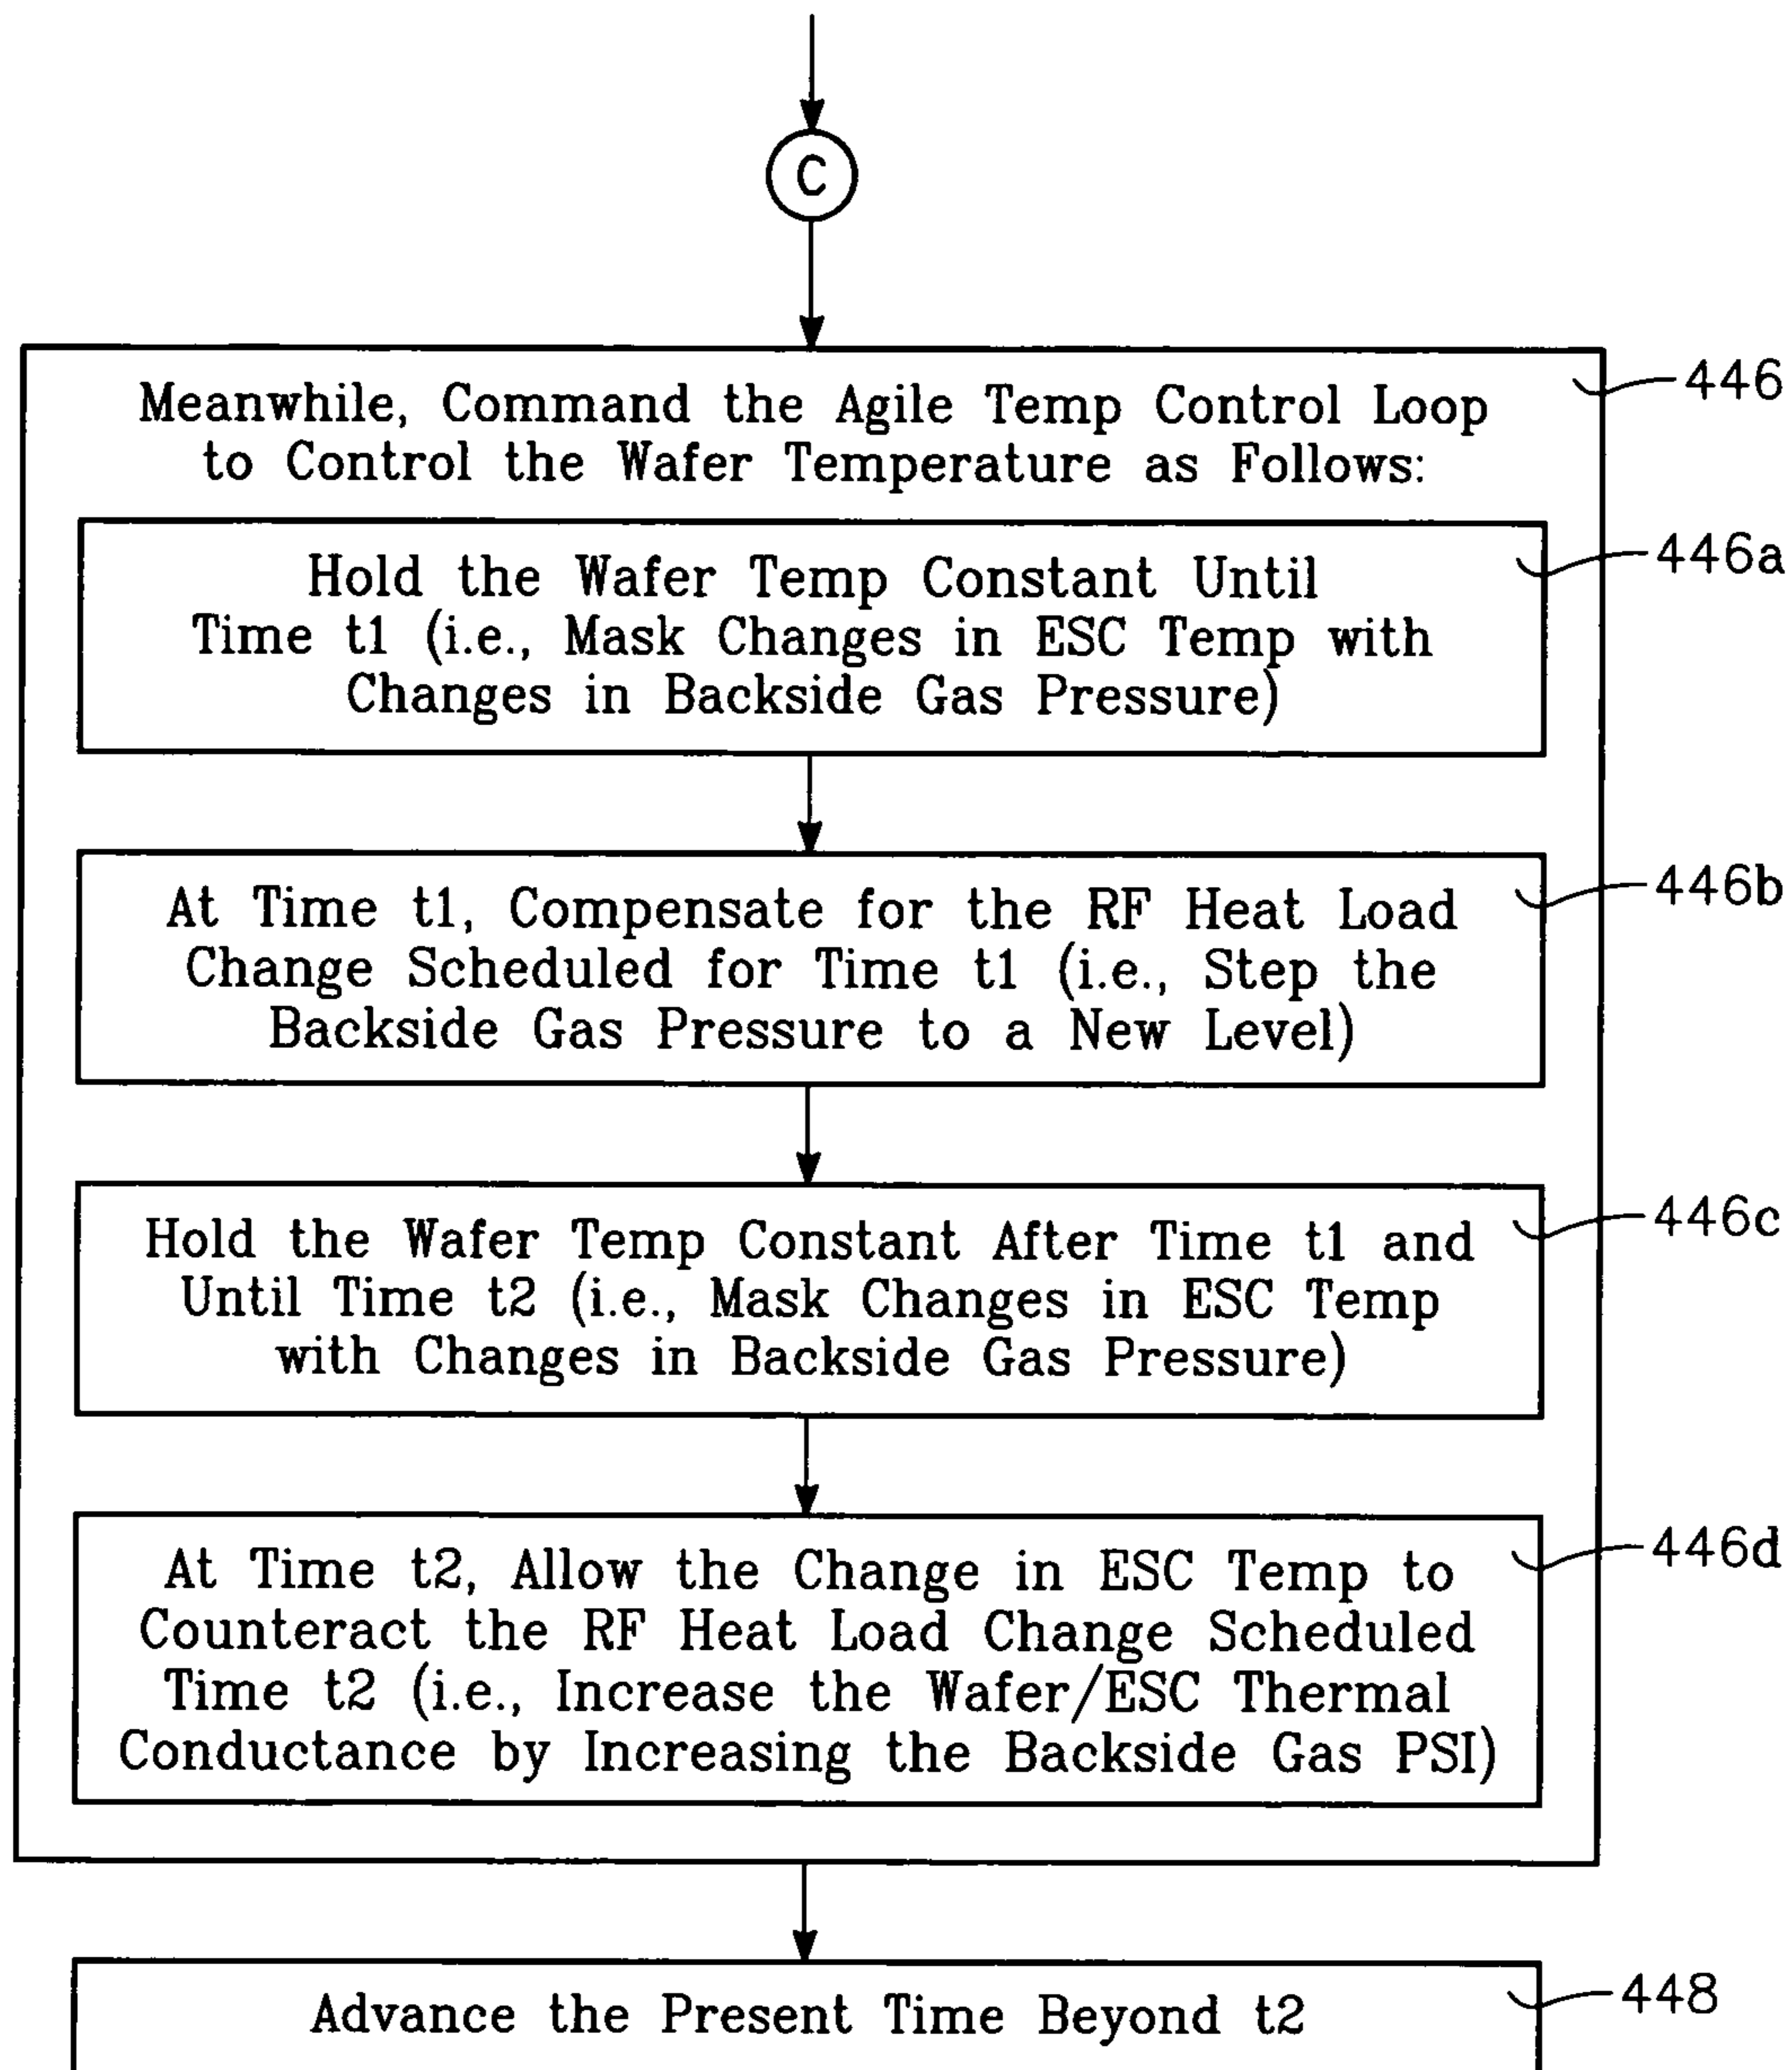 C
Meanwhile, Command the Agile Temp Control Loop
to Control the Wafer Temperature as Follows:
446
Hold the Wafer Temp Constant Until
Time t1 (i.e., Mask Changes in ESC Temp with
Changes in Backside Gas Pressure)
446a
At Time t1, Compensate for the RF Heat Load
Change Scheduled for Time t1 (i.e., Step the
Backside Gas Pressure to a New Level)
446b
Hold the Wafer Temp Constant After Time t1 and
Until Time t2 (i.e., Mask Changes in ESC Temp
with Changes in Backside Gas Pressure)
446c
At Time t2, Allow the Change in ESC Temp to
Counteract the RF Heat Load Change Scheduled
Time t2 (i.e., Increase the Wafer/ESC Thermal
Conductance by Increasing the Backside Gas PSI)
446d
Advance the Present Time Beyond t2
448